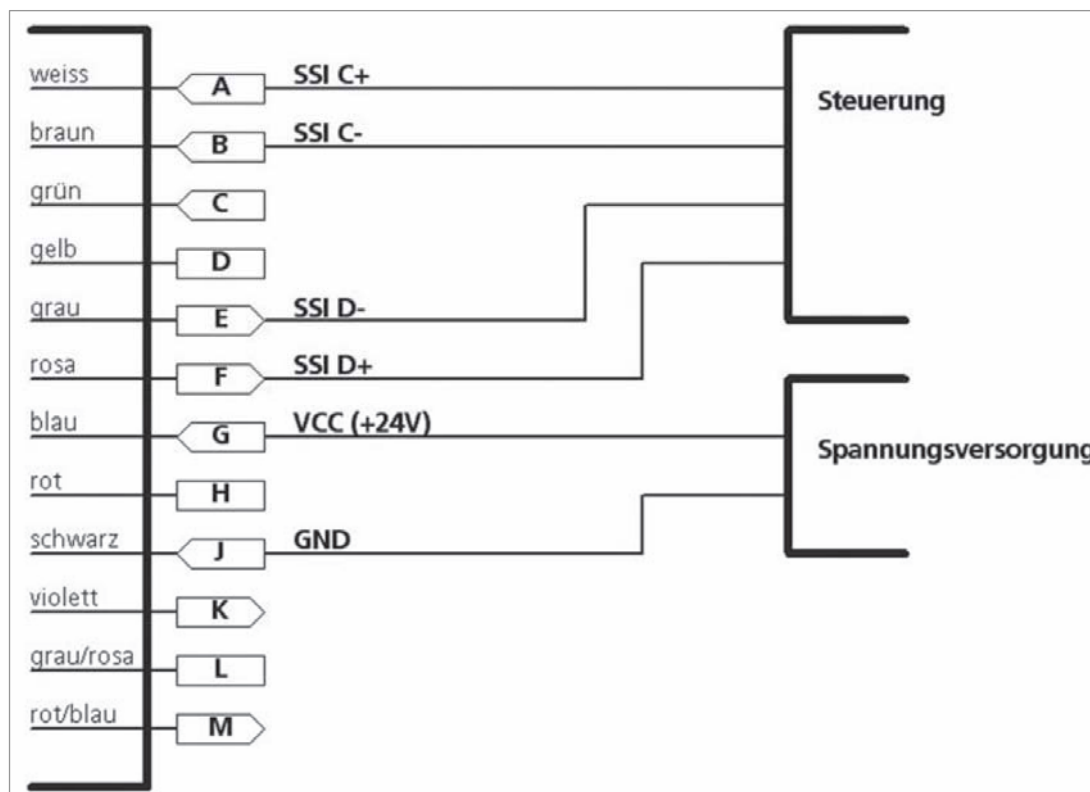 weiss A SSI C+
Steuerung
braun B SSI C-
grün C
gelb D
grau E SSI D-
rosa F SSI D+
blau G VCC (+24V)
Spannungsversorgung
rot H
schwarz J GND
violett K
grau/rosa L
rot/blau M